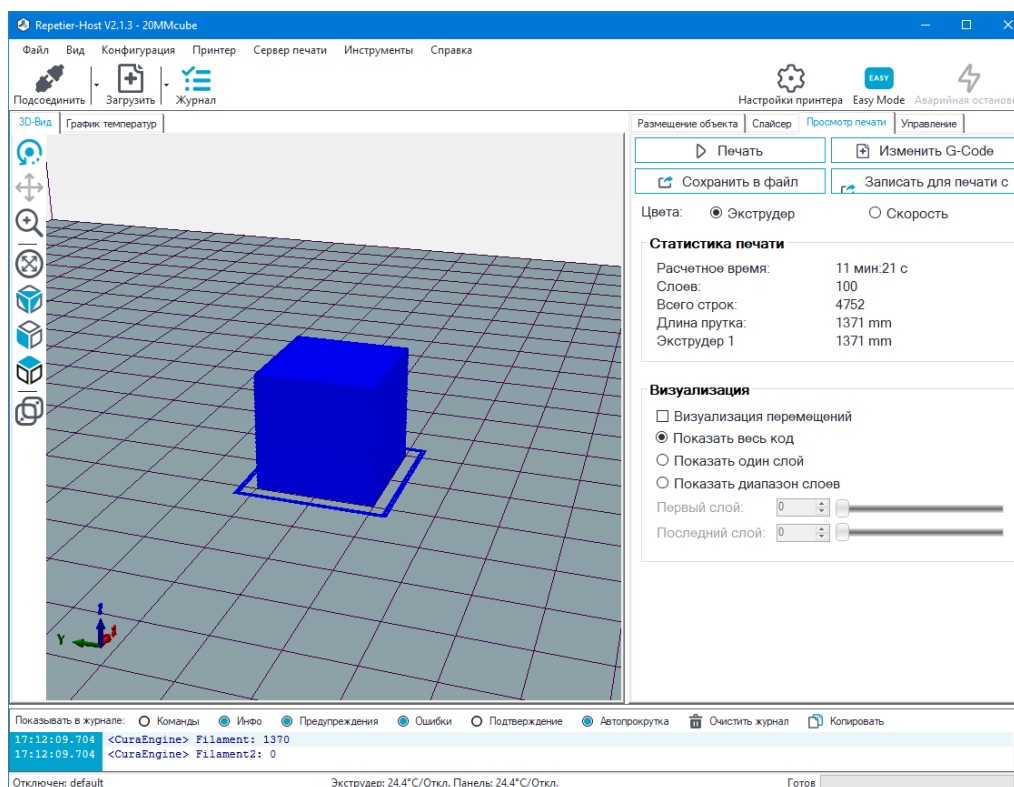 Repetier-Host V2.1.3 - 20MMcube
Файл Вид Конфигурация Принтер Сервер печати Инструменты Справка
Подсоединить Загрузить Журнал Настройки принтера EASY Easy Mode Аварийная останов
3D-Вид График температур Размещение объекта Слайсер Просмотр печати Управление
Печать Изменить G-Code
Сохранить в файл Записать для печати с
Цвета: Экструдер Скорость
Статистика печати
Расчетное время: 11 мин:21 с
Слоев: 100
Всего строк: 4752
Длина прутка: 1371 mm
Экструдер 1 1371 mm
Визуализация
Визуализация перемещений
Показать весь код
Показать один слой
Показать диапазон слоев
Первый слой: 0
Последний слой: 0
Y
Показывать в журнале: Команды Инфо Предупреждения Ошибки Подтверждение Автопрокрутка Очистить журнал Копировать
17:12:09.704 <CuraEngine> Filament: 1370
17:12:09.704 <CuraEngine> Filament2: 0
Отключен: default Экструдер: 24.4°C/Откл. Панель: 24.4°C/Откл. Готов